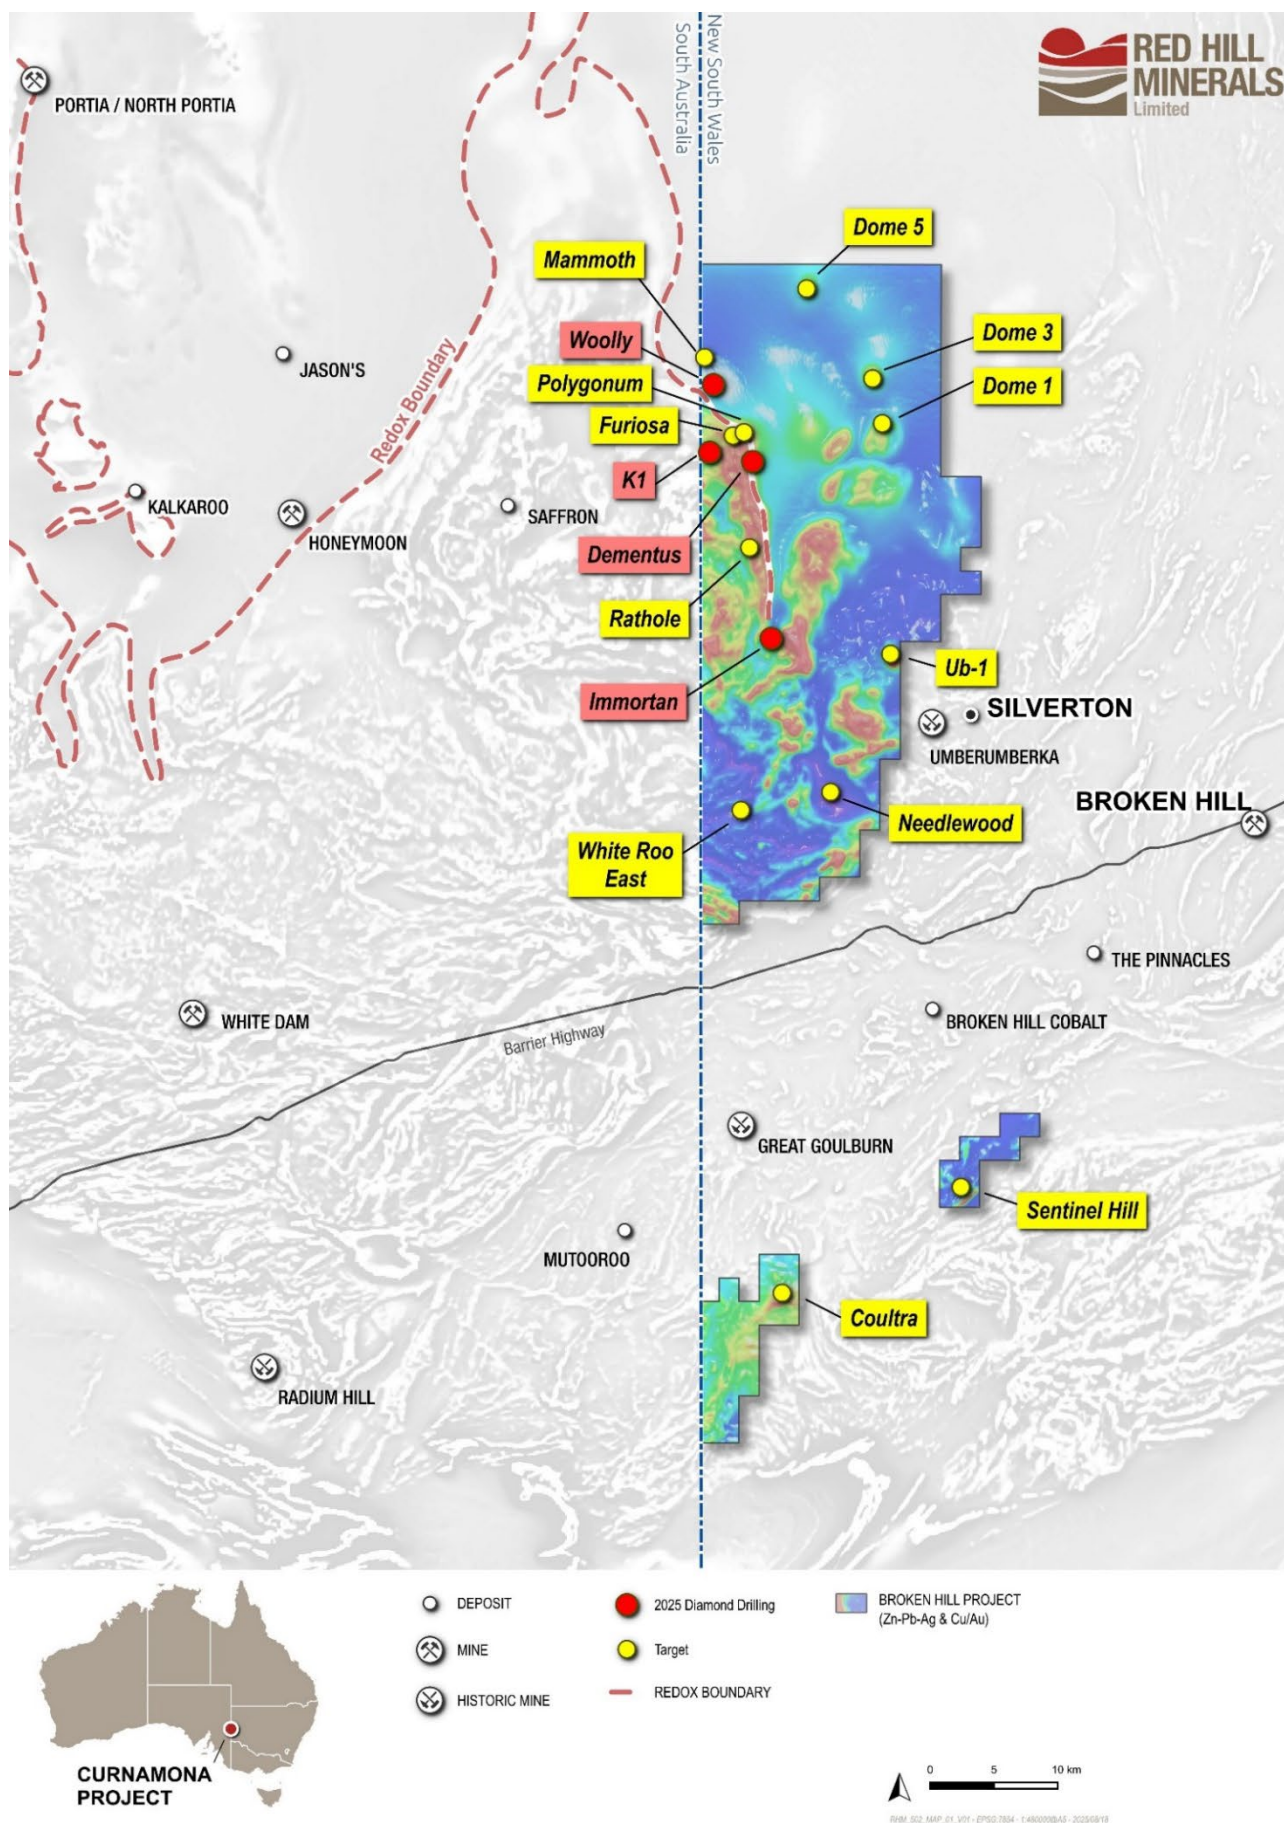 RED HILL
MINERALS
Limited
South Australia
New South Wales
PORTIA / NORTH PORTIA
Dome 5
Mammoth
Woolly
Dome 3
Polygonum
Dome 1
Furiosa
JASON'S
Redox Boundary
K1
KALKAROO
HONEYMOON
SAFFRON
Dementus
Rathole
Ub-1
Immortan
SILVERTON
UMBERUMBERKA
BROKEN HILL
Needlewood
White Roo
East
THE PINNACLES
WHITE DAM
BROKEN HILL COBALT
Barrier Highway
GREAT GOULBURN
Sentinel Hill
MUTOOROO
Coultra
RADIUM HILL
DEPOSIT
MINE
HISTORIC MINE
2025 Diamond Drilling
Target
REDOX BOUNDARY
BROKEN HILL PROJECT
(Zn-Pb-Ag & Cu/Au)
CURNAMONA
PROJECT
0 5 10 km